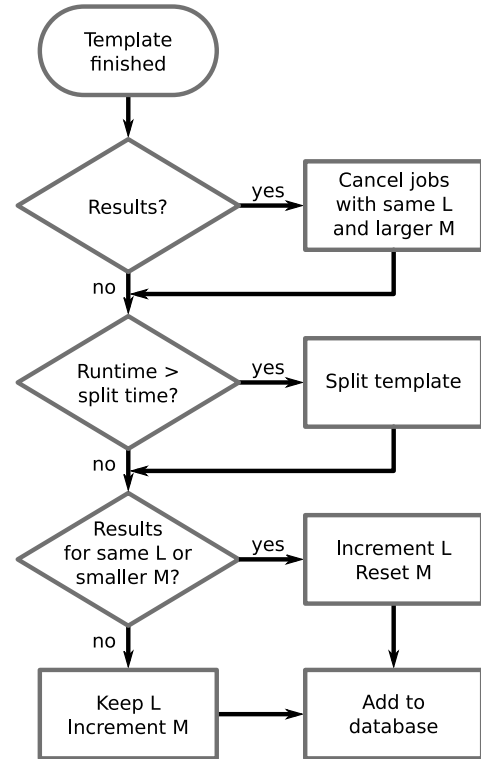 Template
finished
Results?
yes
Cancel jobs
with same L
and larger M
no
Runtime >
split time?
yes
Split template
no
Results
for same L or
smaller M?
yes
Increment L
Reset M
no
Keep L
Increment M
Add to
database